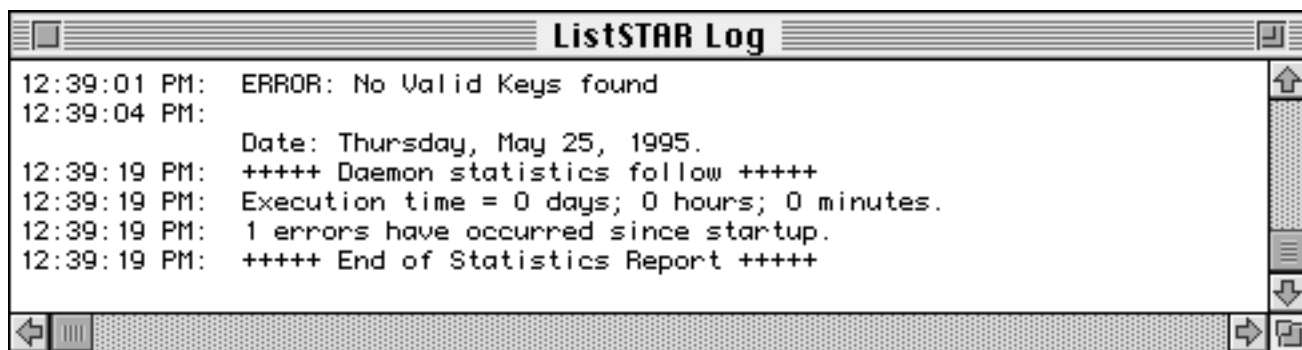 ListSTAR Log
12:39:01 PM: ERROR: No Valid Keys found
12:39:04 PM:
Date: Thursday, May 25, 1995.
12:39:19 PM: +++++ Daemon statistics follow +++++
12:39:19 PM: Execution time = 0 days; 0 hours; 0 minutes.
12:39:19 PM: 1 errors have occurred since startup.
12:39:19 PM: +++++ End of Statistics Report +++++